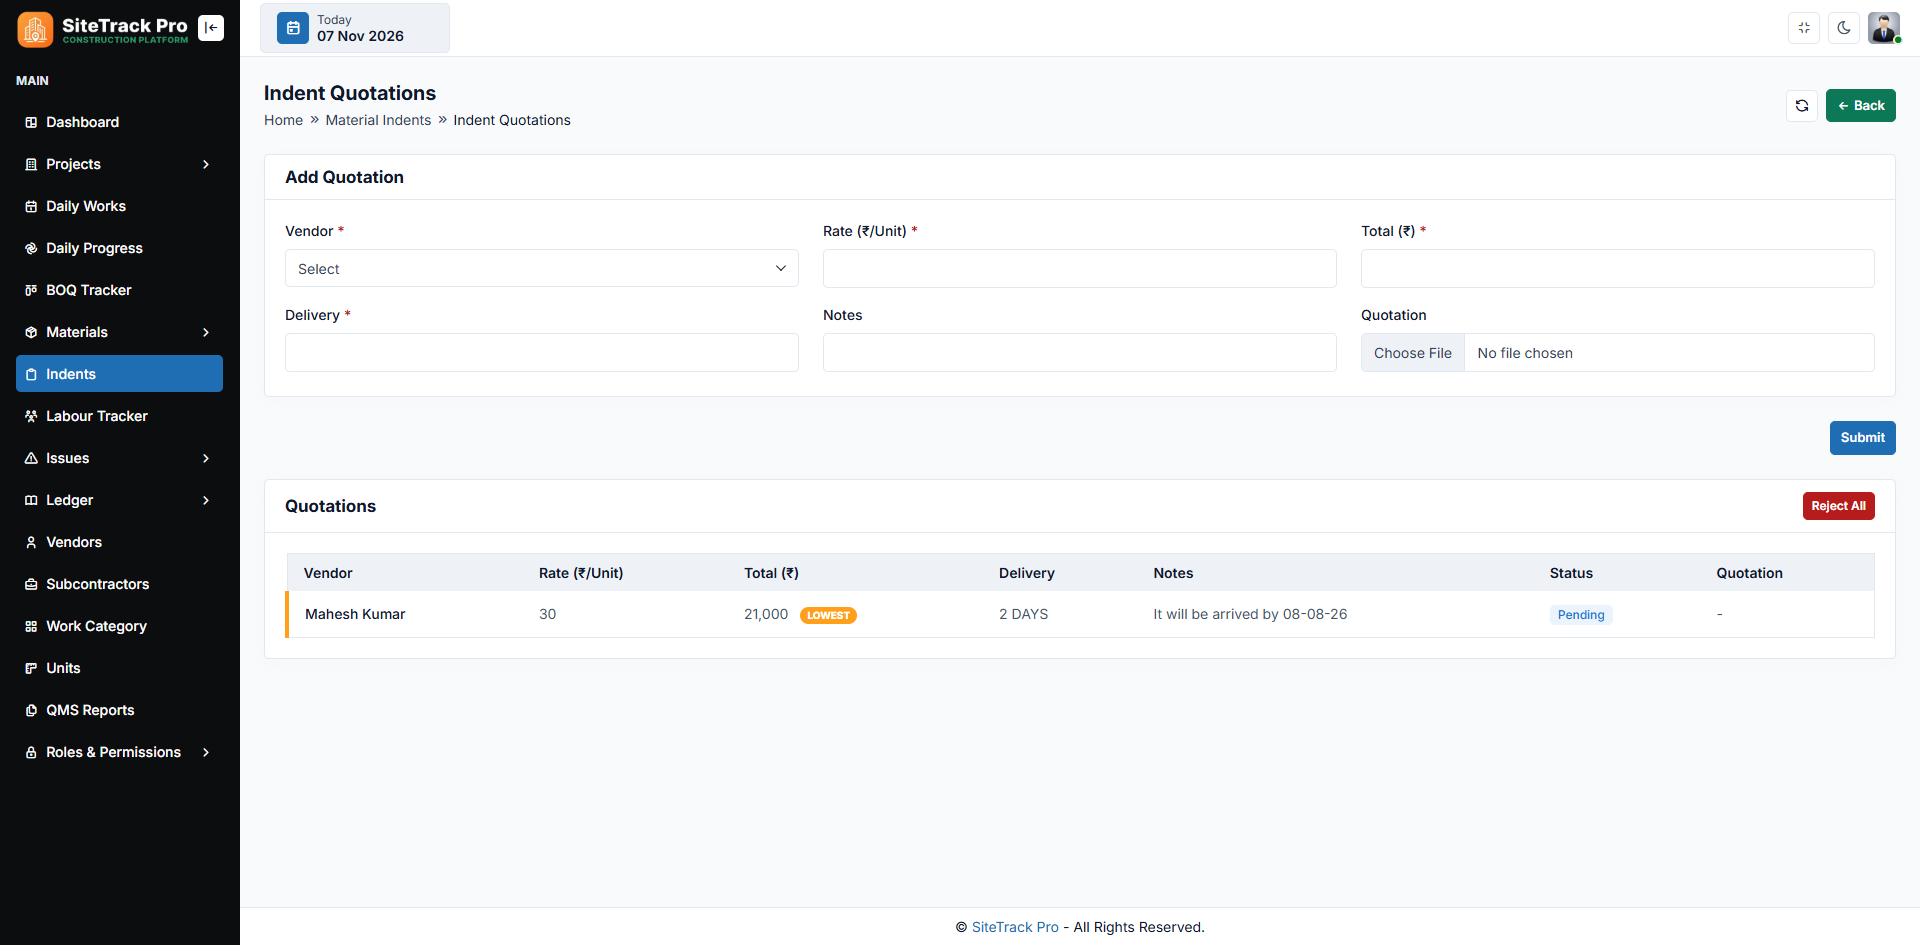 SiteTrack Pro
CONSTRUCTION PLATFORM
Today
07 Nov 2026
MAIN
Dashboard
Projects
Daily Works
Daily Progress
BOQ Tracker
Materials
Indents
Labour Tracker
Issues
Ledger
Vendors
Subcontractors
Work Category
Units
QMS Reports
Roles & Permissions
Indent Quotations
Home » Material Indents » Indent Quotations
← Back
Add Quotation
Vendor * Rate (₹/Unit) * Total (₹) *
Select
Delivery * Notes Quotation
Choose File No file chosen
Submit
Quotations
Reject All
Vendor Rate (₹/Unit) Total (₹) Delivery Notes Status Quotation
Mahesh Kumar 30 21,000 LOWEST 2 DAYS It will be arrived by 08-08-26 Pending -
© SiteTrack Pro - All Rights Reserved.